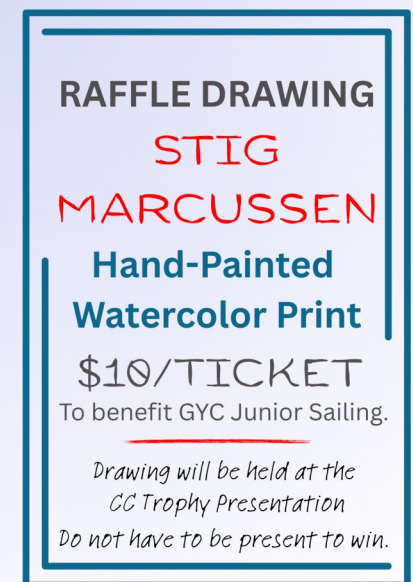 RAFFLE DRAWING
STIG
MARCUSSEN
Hand-Painted
Watercolor Print
$10/TICKET
To benefit GYC Junior Sailing.
Drawing will be held at the
CC Trophy Presentation
Do not have to be present to win.